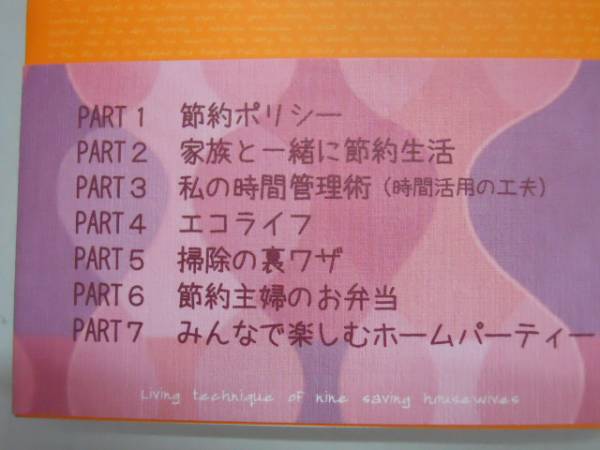 PART 1 節約ポリシー
PART 2 家族と一緒に節約生活
PART 3 私の時間管理術（時間活用の工夫）
PART 4 エコライフ
PART 5 掃除の裏ワザ
PART 6 節約主婦のお弁当
PART 7 みんなで楽しむホームパーティー
Living technique of nine saving housewives